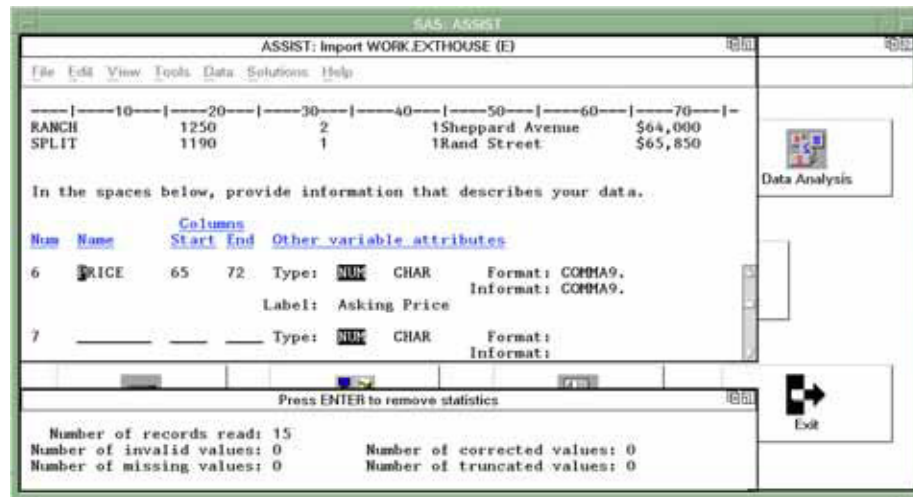 SAS: ASSIST
ASSIST: Import WORK.EXTHOUSE (E)
File Edit View Tools Data Solutions Help
----|----10---|----20---|----30---|----40---|----50---|----60---|----70---|-
RANCH 1250 2 1Sheppard Avenue $64,000
SPLIT 1190 1 1Rand Street $65,850
In the spaces below, provide information that describes your data.
Columns
Num Name Start End Other variable attributes
6 PRICE 65 72 Type: NUM CHAR Format: COMMA9.
Informat: COMMA9.
Label: Asking Price
7 ________ ____ ____ Type: NUM CHAR Format:
Informat:
Data Analysis
Press ENTER to remove statistics
Number of records read: 15
Number of invalid values: 0 Number of corrected values: 0
Number of missing values: 0 Number of truncated values: 0
Exit